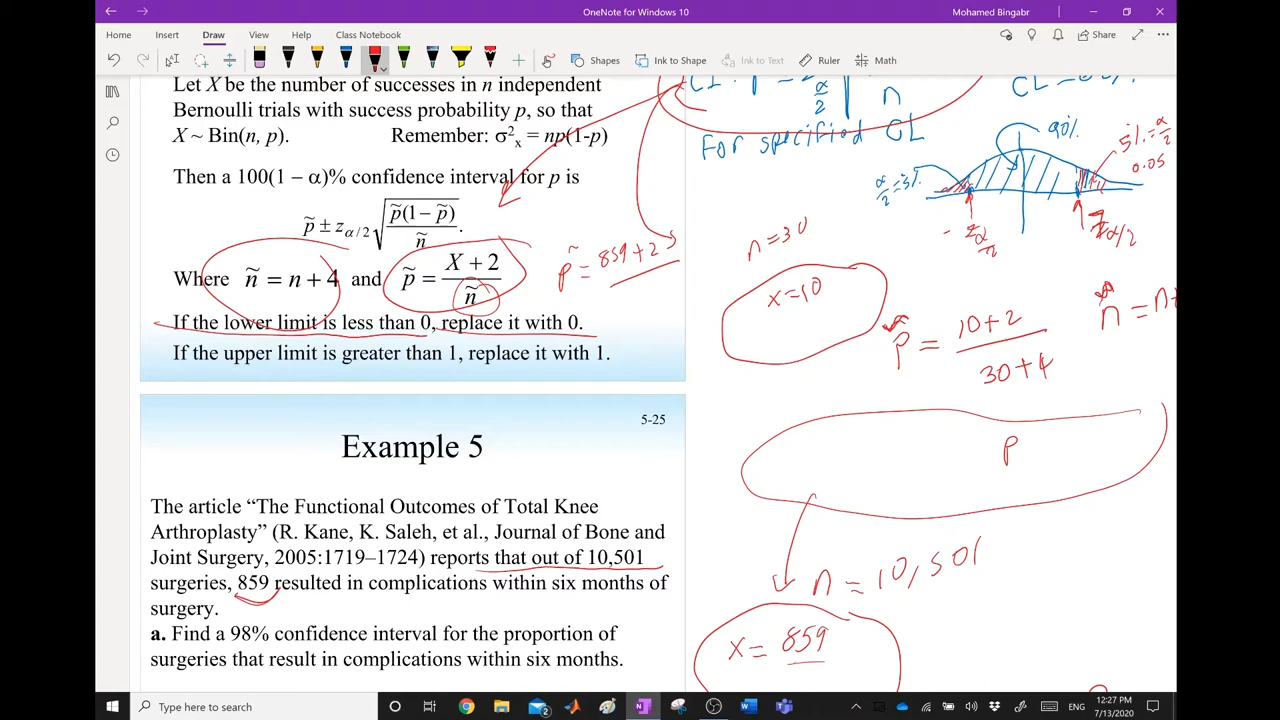 OneNote for Windows 10
Mohamed Bingabr
Home Insert Draw View Help Class Notebook
Share
Shapes Ink to Shape Ink to Text Ruler Math
Let X be the number of successes in n independent
Bernoulli trials with success probability p, so that
X ~ Bin(n, p). Remember: σ²ₓ = np(1-p)
Then a 100(1 – α)% confidence interval for p is
p̃ ± z_α/2 √(p̃(1 – p̃)/ñ).
Where ñ = n + 4 and p̃ = (X + 2)/ñ
If the lower limit is less than 0, replace it with 0.
If the upper limit is greater than 1, replace it with 1.
p̃ = 859+2
5-25
Example 5
The article “The Functional Outcomes of Total Knee
Arthroplasty” (R. Kane, K. Saleh, et al., Journal of Bone and
Joint Surgery, 2005:1719–1724) reports that out of 10,501
surgeries, 859 resulted in complications within six months of
surgery.
a. Find a 98% confidence interval for the proportion of
surgeries that result in complications within six months.
n
For specified CL
90%
5% = α/2
0.05
α/2 = 5%
-z α/2
z α/2
n=30
x=10
p̃ = (10+2)/(30+4)
p
n = 10,501
x = 859
Type here to search
12:27 PM
7/13/2020